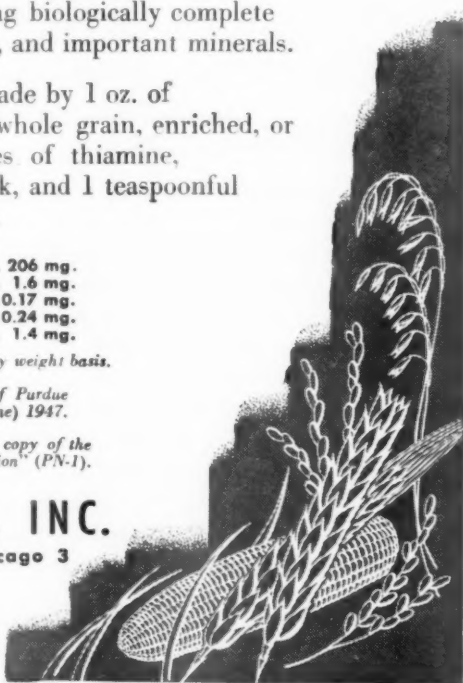 ng biologically complete
, and important minerals.
ade by 1 oz. of
whole grain, enriched, or
es of thiamine,
k, and 1 teaspoonful
206 mg.
1.6 mg.
0.17 mg.
0.24 mg.
1.4 mg.
y weight basis.
of Purdue
ne) 1947.
copy of the
ion" (PN-1).
INC.
cago 3